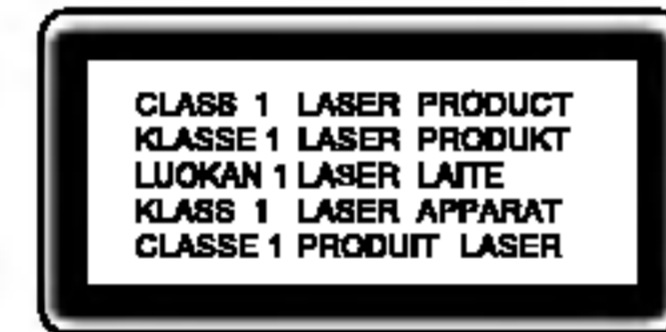 CLASS 1 LASER PRODUCT
KLASSE 1 LASER PRODUKT
LUOKAN 1 LASER LAITE
KLASS 1 LASER APPARAT
CLASSE 1 PRODUIT LASER